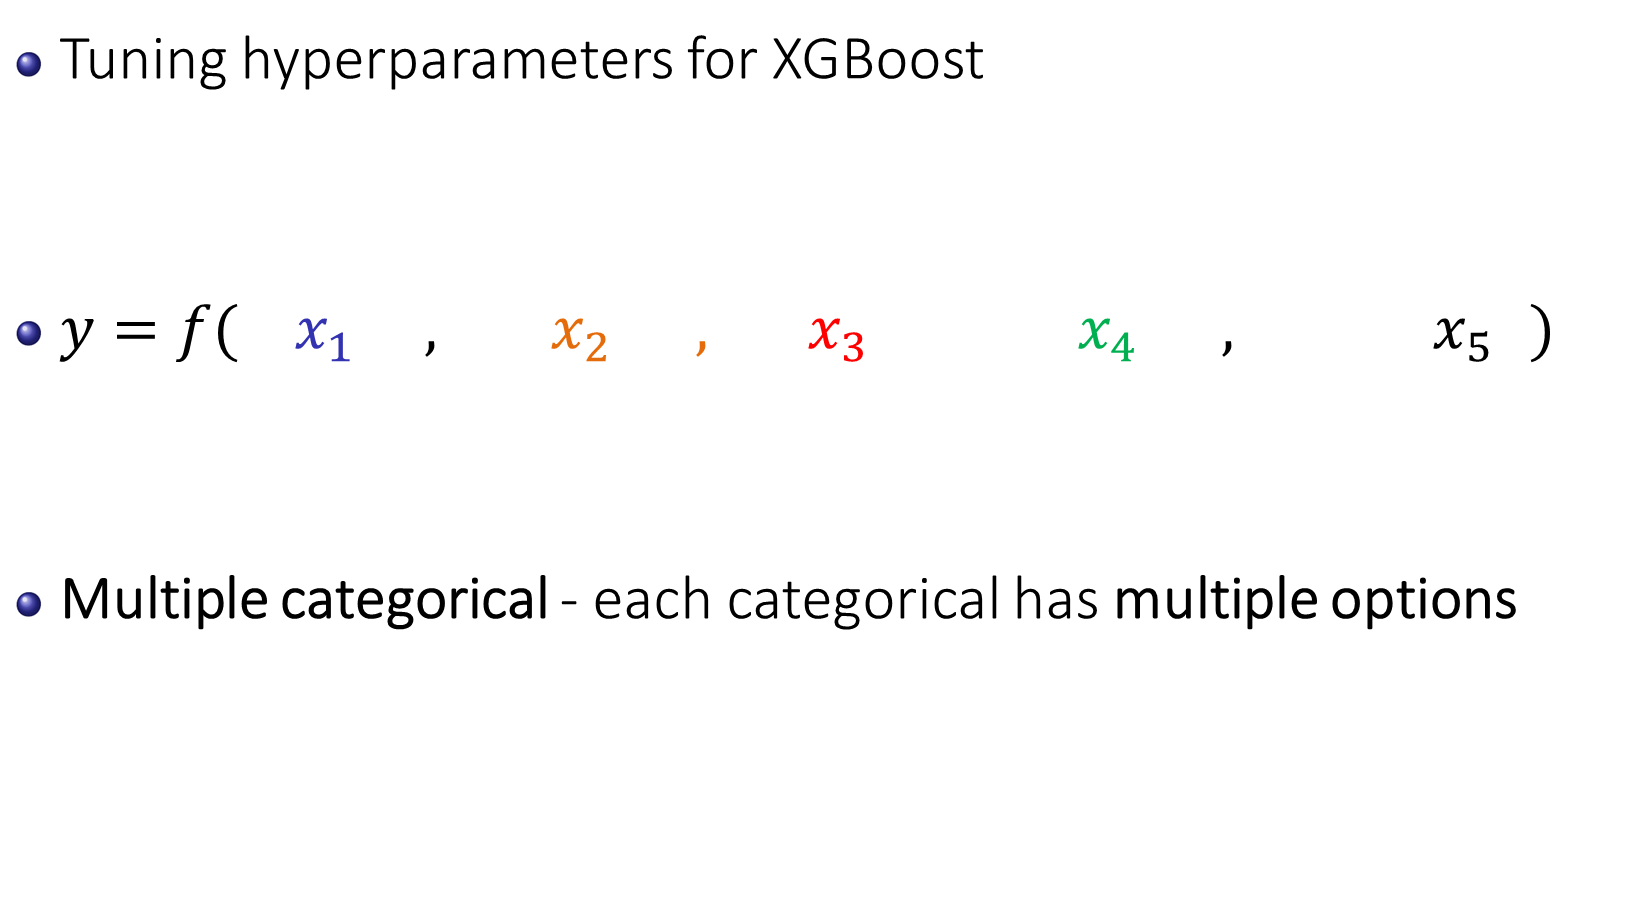 Tuning hyperparameters for XGBoost
y = f( x₁ , x₂ , x₃ x₄ , x₅ )
Multiple categorical - each categorical has multiple options